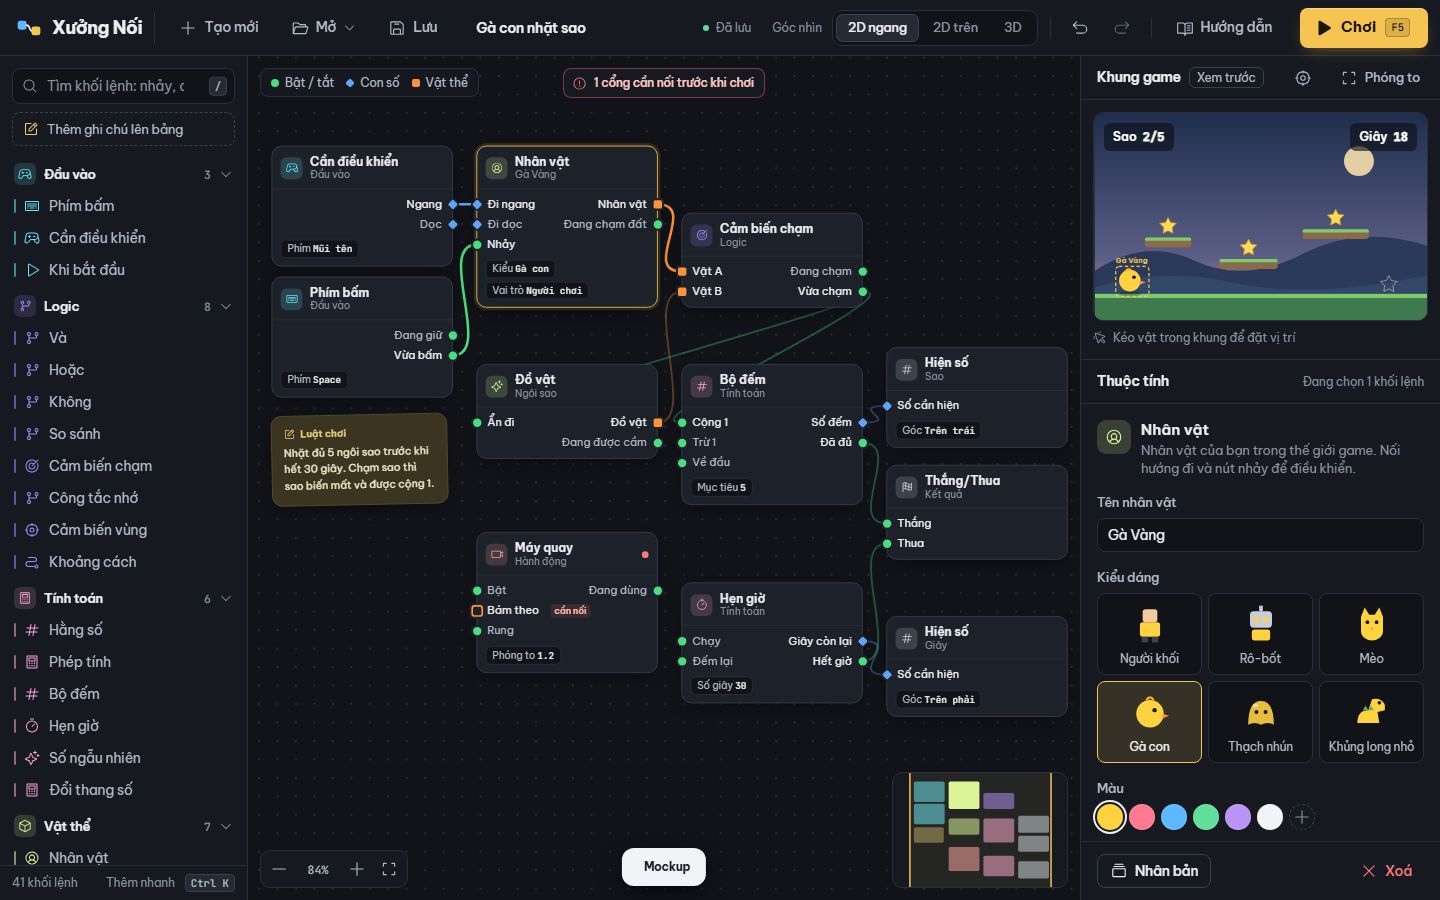 Xưởng Nối
Tạo mới
Mở
Lưu
Gà con nhặt sao
Đã lưu
Góc nhìn
2D ngang
2D trên
3D
Hướng dẫn
Chơi
F5
Tìm khối lệnh: nhảy, c
/
Thêm ghi chú lên bảng
Đầu vào
3
Phím bấm
Cần điều khiển
Khi bắt đầu
Logic
8
Và
Hoặc
Không
So sánh
Cảm biến chạm
Công tắc nhớ
Cảm biến vùng
Khoảng cách
Tính toán
6
Hằng số
Phép tính
Bộ đếm
Hẹn giờ
Số ngẫu nhiên
Đổi thang số
Vật thể
7
Nhân vật
41 khối lệnh
Thêm nhanh
Ctrl K
Bật / tắt
Con số
Vật thể
1 cổng cần nối trước khi chơi
Cần điều khiển
Đầu vào
Ngang
Dọc
Phím Mũi tên
Phím bấm
Đầu vào
Đang giữ
Vừa bấm
Phím Space
Luật chơi
Nhặt đủ 5 ngôi sao trước khi
hết 30 giây. Chạm sao thì
sao biến mất và được cộng 1.
Nhân vật
Gà Vàng
Đi ngang
Nhân vật
Đi dọc
Đang chạm đất
Nhảy
Kiểu Gà con
Vai trò Người chơi
Cảm biến chạm
Logic
Vật A
Đang chạm
Vật B
Vừa chạm
Đồ vật
Ngôi sao
Ẩn đi
Đồ vật
Đang được cầm
Bộ đếm
Tính toán
Cộng 1
Số đếm
Trừ 1
Đã đủ
Về đầu
Mục tiêu 5
Hiện số
Sao
Số cần hiện
Góc Trên trái
Thắng/Thua
Kết quả
Thắng
Thua
Máy quay
Hành động
Bật
Đang dùng
Bám theo
cần nối
Rung
Phóng to 1.2
Hẹn giờ
Tính toán
Chạy
Giây còn lại
Đếm lại
Hết giờ
Số giây 30
Hiện số
Giây
Số cần hiện
Góc Trên phải
84%
Mockup
Khung game
Xem trước
Phóng to
Sao 2/5
Giây 18
Gà Vàng
Kéo vật trong khung để đặt vị trí
Thuộc tính
Đang chọn 1 khối lệnh
Nhân vật
Nhân vật của bạn trong thế giới game. Nối
hướng đi và nút nhảy để điều khiển.
Tên nhân vật
Gà Vàng
Kiểu dáng
Người khối
Rô-bốt
Mèo
Gà con
Thạch nhún
Khủng long nhỏ
Màu
Nhân bản
Xoá